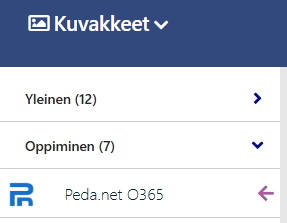 Kuvakkeet
Yleinen (12)
Oppiminen (7)
Peda.net O365